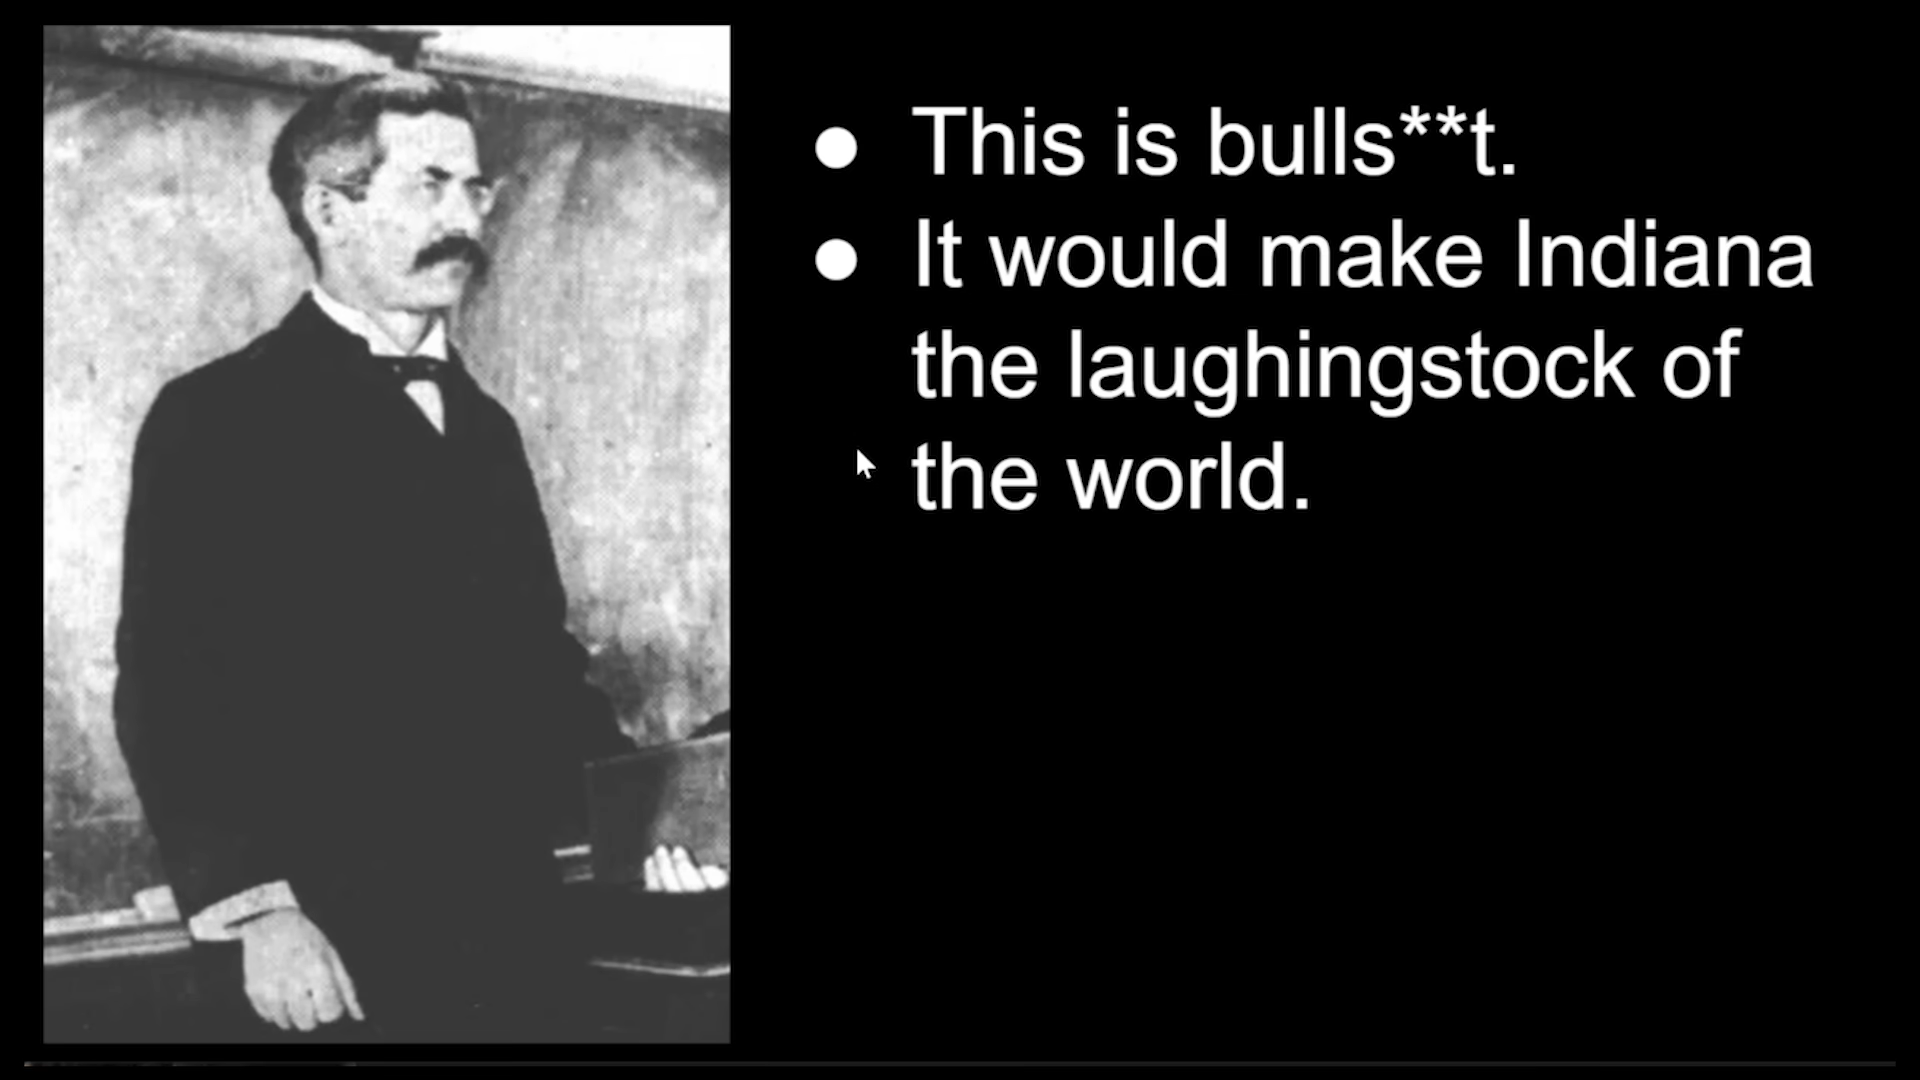 ● This is bulls**t.
● It would make Indiana
the laughingstock of
the world.